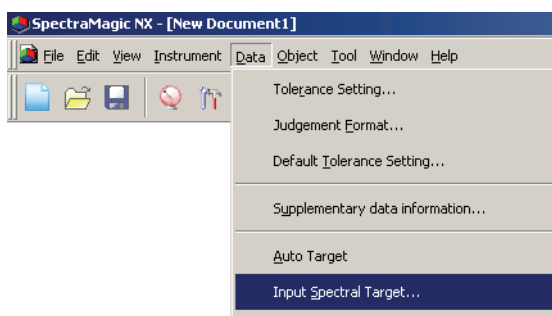 SpectraMagic NX - [New Document1]
File Edit View Instrument Data Object Tool Window Help
Tolerance Setting...
Judgement Format...
Default Tolerance Setting...
Supplementary data information...
Auto Target
Input Spectral Target...